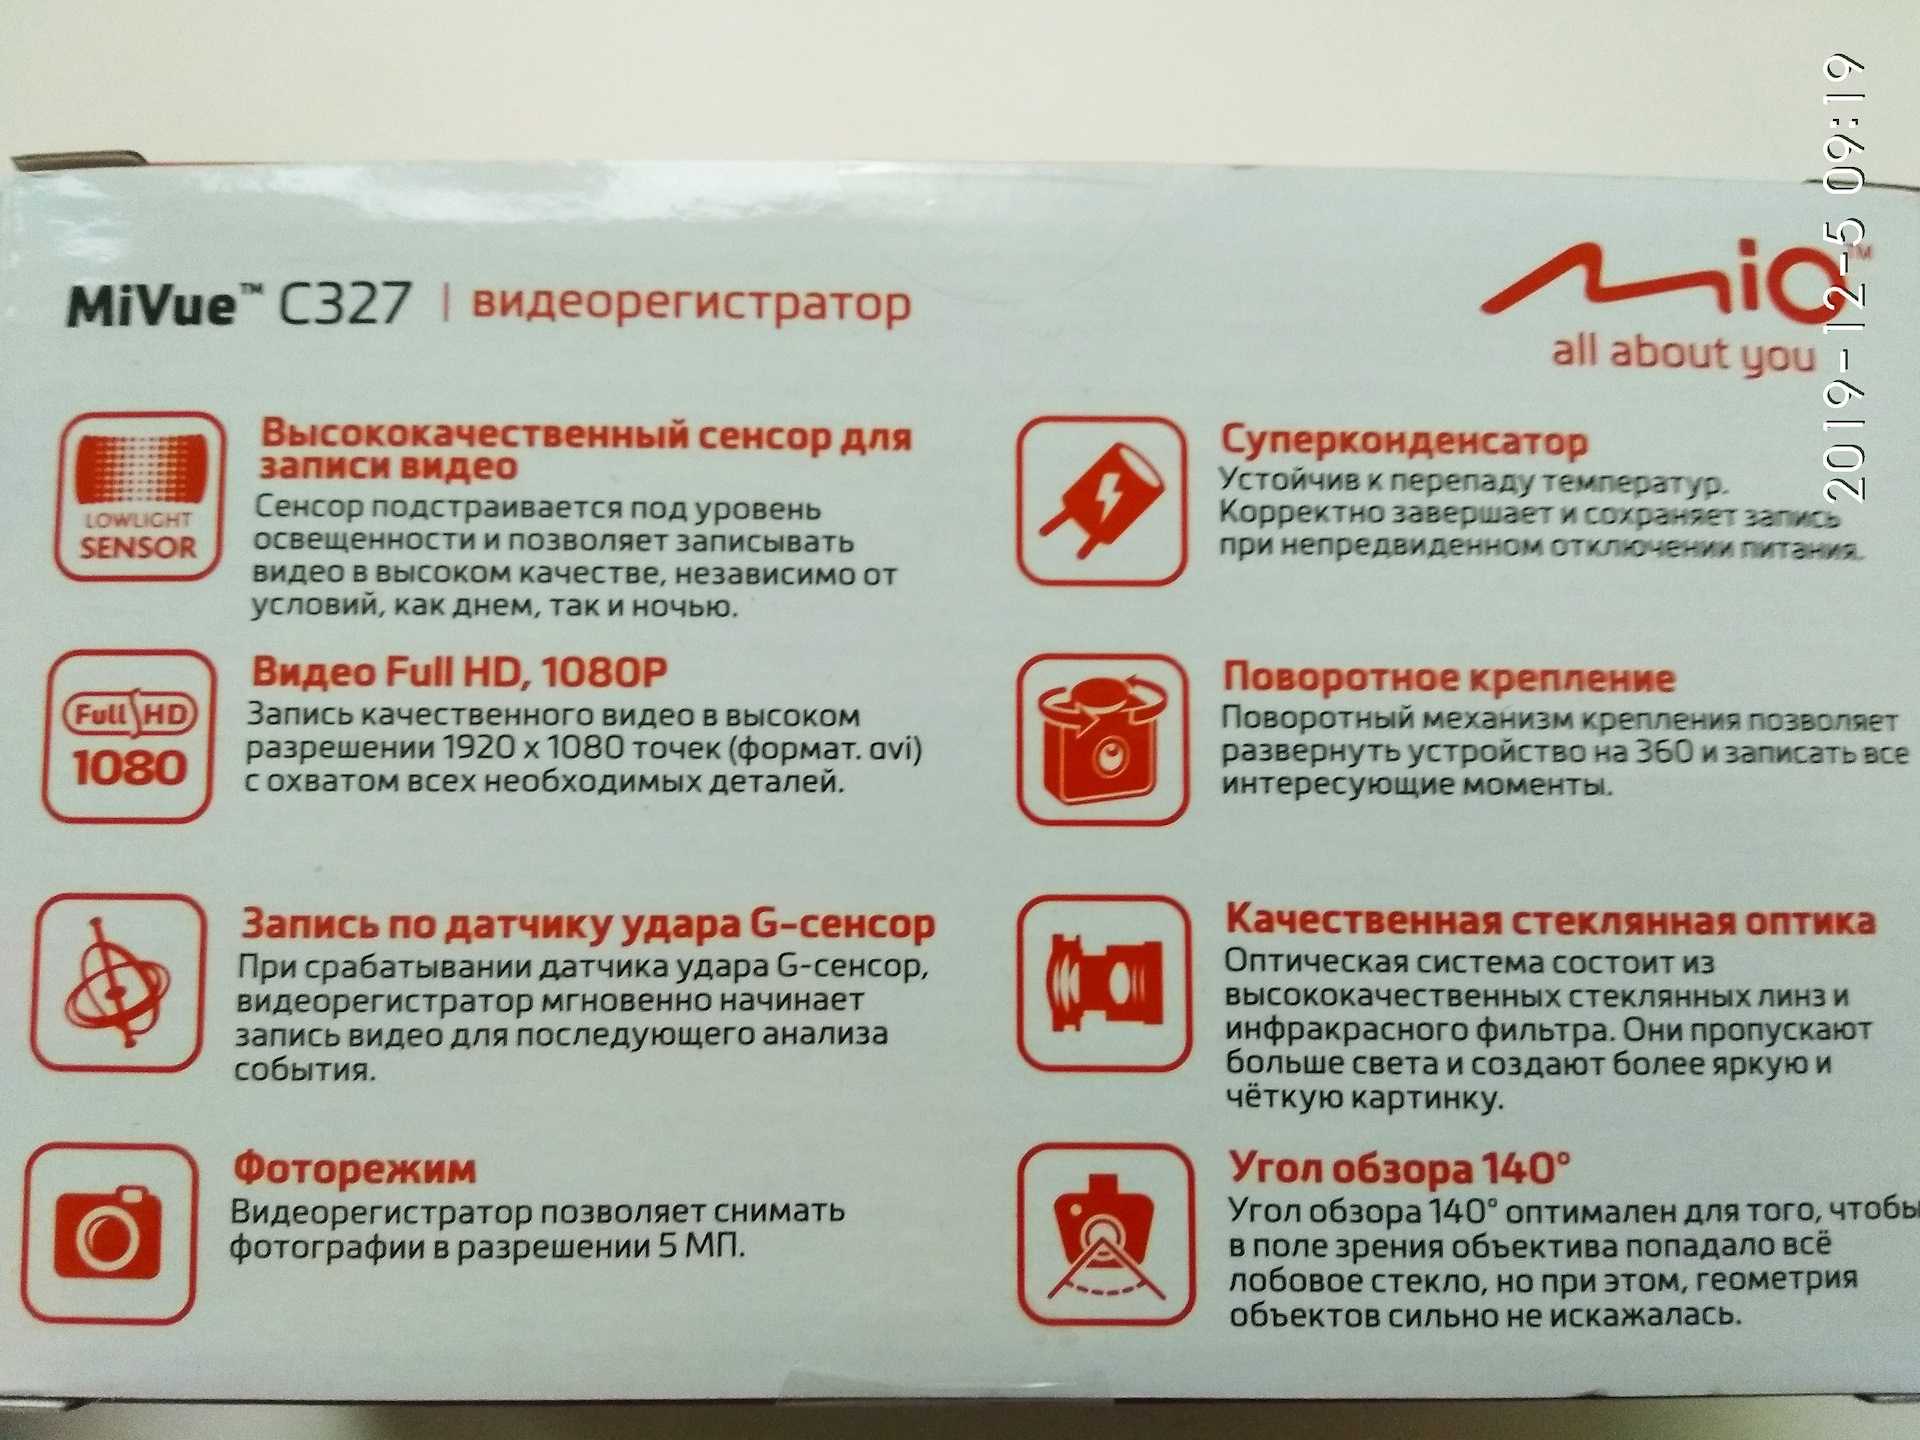 MiVue™ C327 | видеорегистратор
mio™
all about you
LOWLIGHT
SENSOR
Высококачественный сенсор для
записи видео
Сенсор подстраивается под уровень
освещенности и позволяет записывать
видео в высоком качестве, независимо от
условий, как днем, так и ночью.
Full HD
1080
Видео Full HD, 1080P
Запись качественного видео в высоком
разрешении 1920 x 1080 точек (формат. avi)
с охватом всех необходимых деталей.
Запись по датчику удара G-сенсор
При срабатывании датчика удара G-сенсор,
видеорегистратор мгновенно начинает
запись видео для последующего анализа
события.
Фоторежим
Видеорегистратор позволяет снимать
фотографии в разрешении 5 МП.
Суперконденсатор
Устойчив к перепаду температур.
Корректно завершает и сохраняет запись
при непредвиденном отключении питания.
Поворотное крепление
Поворотный механизм крепления позволяет
развернуть устройство на 360 и записать все
интересующие моменты.
Качественная стеклянная оптика
Оптическая система состоит из
высококачественных стеклянных линз и
инфракрасного фильтра. Они пропускают
больше света и создают более яркую и
чёткую картинку.
Угол обзора 140°
Угол обзора 140° оптимален для того, чтобы
в поле зрения объектива попадало всё
лобовое стекло, но при этом, геометрия
объектов сильно не искажалась.
2019-12-5 09:19